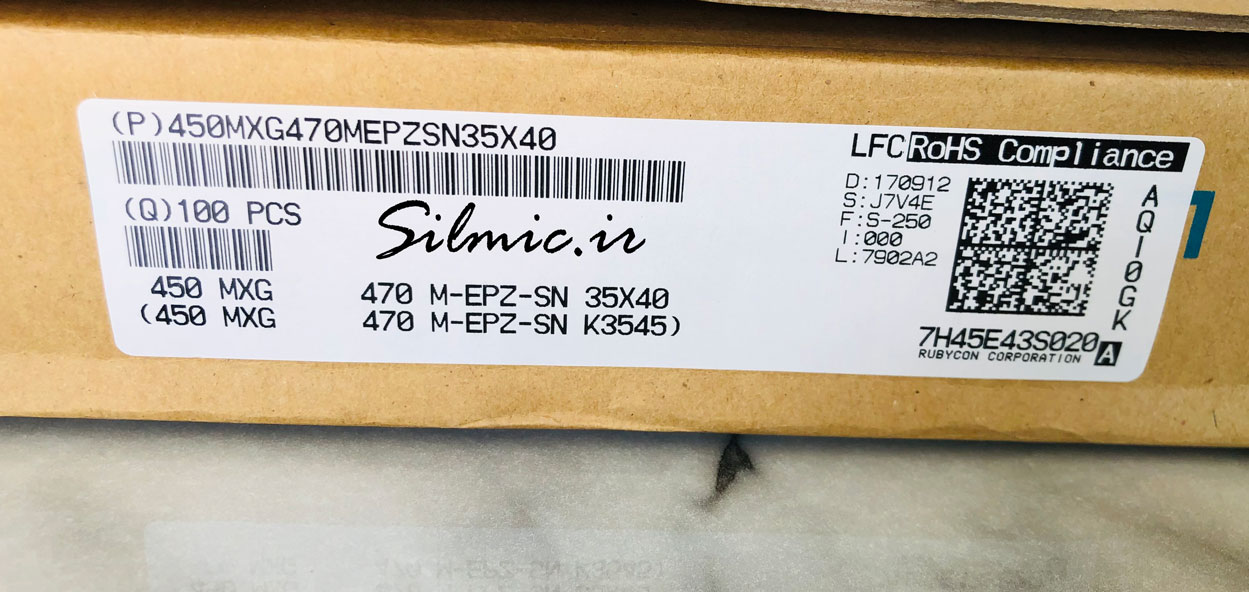 (P)450MXG470MEPZSN35X40
(Q)100 PCS
Silmic.ir
450 MXG 470 M-EPZ-SN 35X40
(450 MXG 470 M-EPZ-SN K3545)
LFC RoHS Compliance
D:170912
S:J7V4E
F:S-250
I:000
L:7902A2
AQI0GK
7H45E43S020 A
RUBYCON CORPORATION
1